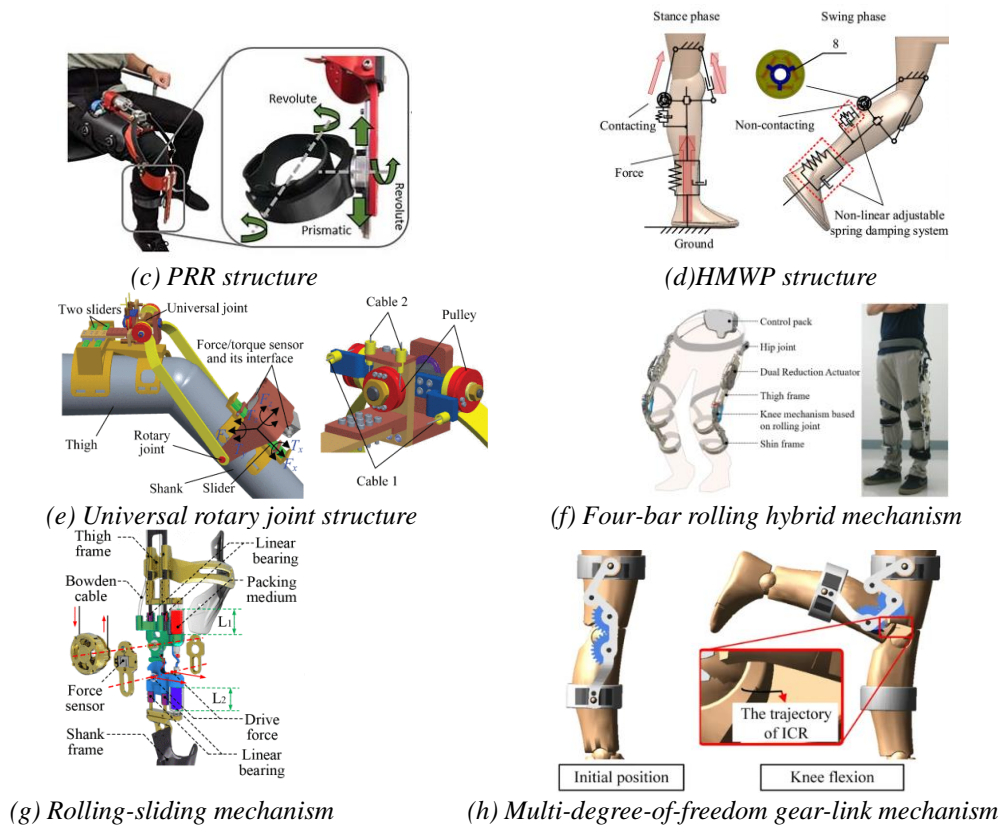 Revolute
Revolute
Prismatic
(c) PRR structure
Stance phase
Swing phase
8
Contacting
Non-contacting
Force
Non-linear adjustable
spring damping system
Ground
(d)HMWP structure
Two sliders
Universal joint
Force/torque sensor
and its interface
Thigh
Rotary
joint
Shank
Slider
T_x
F_x
Cable 2
Pulley
Cable 1
(e) Universal rotary joint structure
Control pack
Hip joint
Dual Reduction Actuator
Thigh frame
Knee mechanism based
on rolling joint
Shin frame
(f) Four-bar rolling hybrid mechanism
Thigh
frame
Linear
bearing
Bowden
cable
Packing
medium
L1
Force
sensor
L2
Drive
force
Shank
frame
Linear
bearing
(g) Rolling-sliding mechanism
The trajectory
of ICR
Initial position
Knee flexion
(h) Multi-degree-of-freedom gear-link mechanism